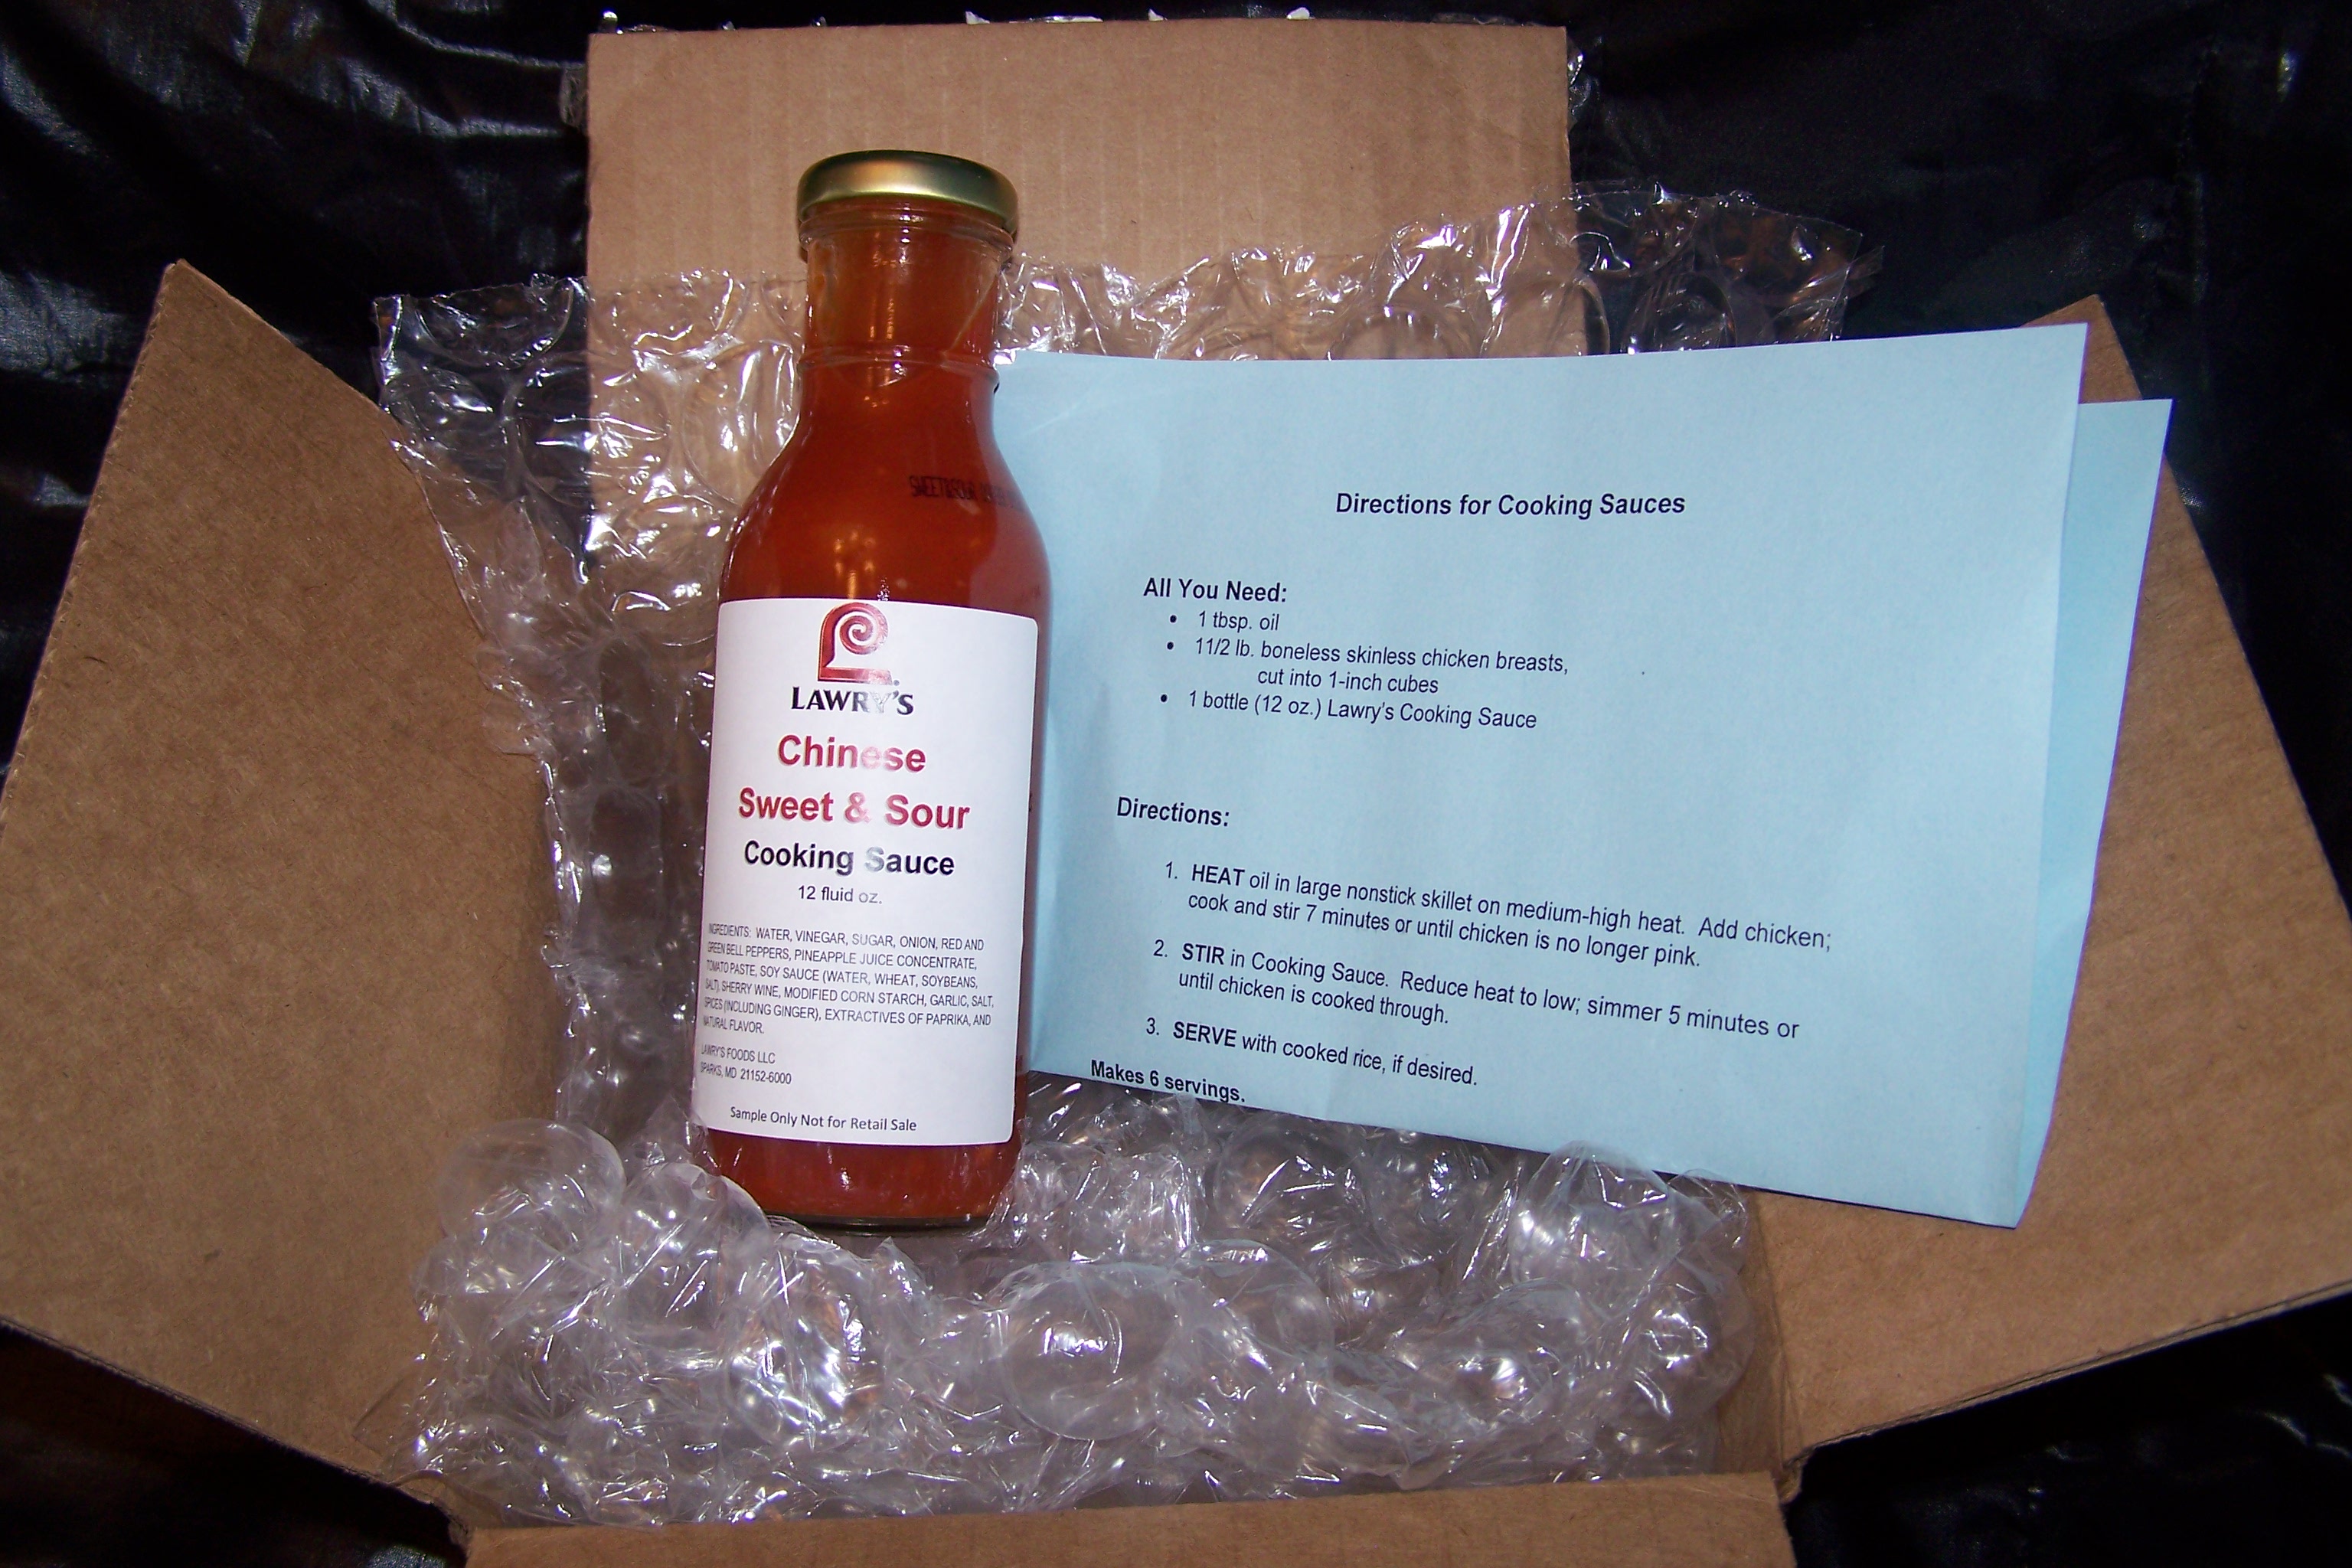 SWEET&SOUR
LAWRY'S
Chinese
Sweet & Sour
Cooking Sauce
12 fluid oz.
INGREDIENTS: WATER, VINEGAR, SUGAR, ONION, RED AND
GREEN BELL PEPPERS, PINEAPPLE JUICE CONCENTRATE,
TOMATO PASTE, SOY SAUCE (WATER, WHEAT, SOYBEANS,
SALT), SHERRY WINE, MODIFIED CORN STARCH, GARLIC, SALT,
SPICES (INCLUDING GINGER), EXTRACTIVES OF PAPRIKA, AND
NATURAL FLAVOR.
LAWRY'S FOODS LLC
SPARKS, MD 21152-6000
Sample Only Not for Retail Sale
Directions for Cooking Sauces
All You Need:
• 1 tbsp. oil
• 11/2 lb. boneless skinless chicken breasts,
cut into 1-inch cubes
• 1 bottle (12 oz.) Lawry's Cooking Sauce
Directions:
1. HEAT oil in large nonstick skillet on medium-high heat. Add chicken;
cook and stir 7 minutes or until chicken is no longer pink.
2. STIR in Cooking Sauce. Reduce heat to low; simmer 5 minutes or
until chicken is cooked through.
3. SERVE with cooked rice, if desired.
Makes 6 servings.